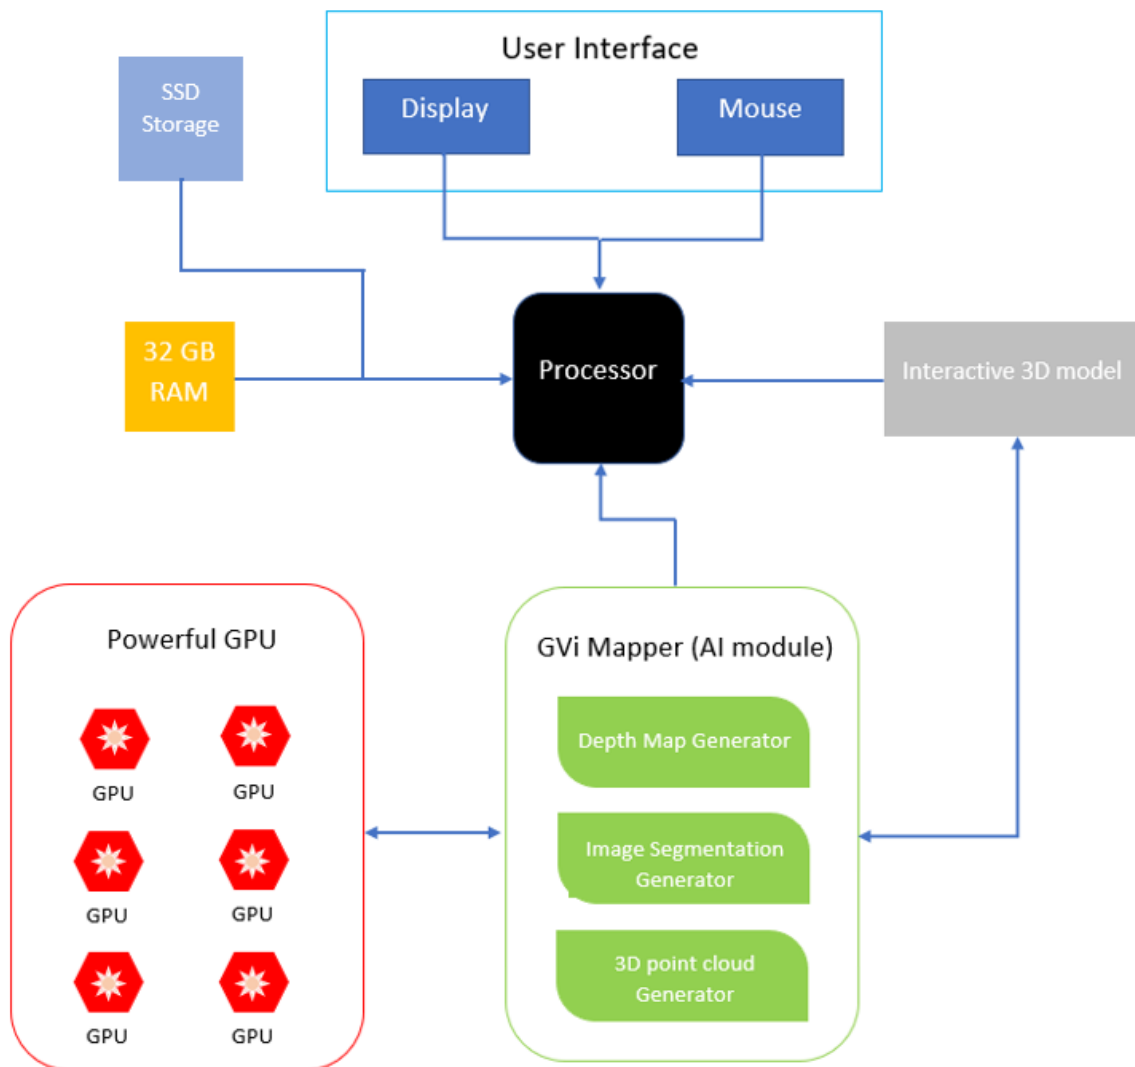 User Interface
SSD
Storage
Display
Mouse
32 GB
RAM
Processor
Interactive 3D model
Powerful GPU
GPU
GPU
GPU
GPU
GPU
GPU
GVi Mapper (AI module)
Depth Map Generator
Image Segmentation
Generator
3D point cloud
Generator